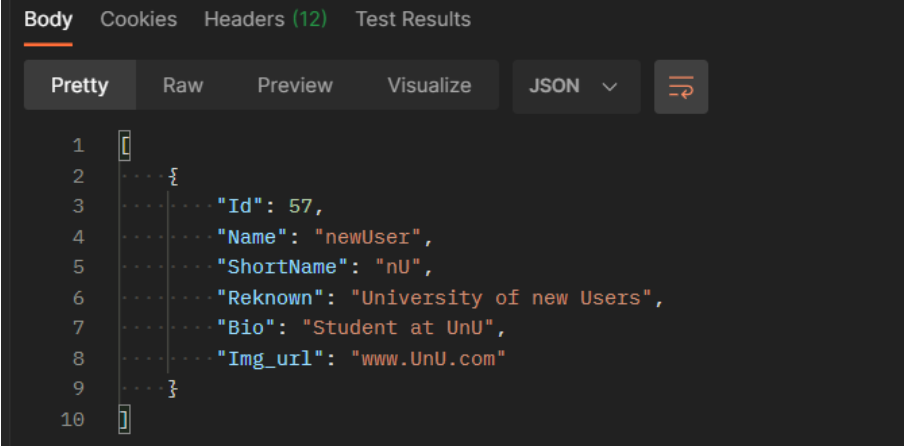 Body Cookies Headers (12) Test Results
Pretty Raw Preview Visualize JSON
1 [
2 {
3 "Id": 57,
4 "Name": "newUser",
5 "ShortName": "nU",
6 "Reknown": "University of new Users",
7 "Bio": "Student at UnU",
8 "Img_url": "www.UnU.com"
9 }
10 ]